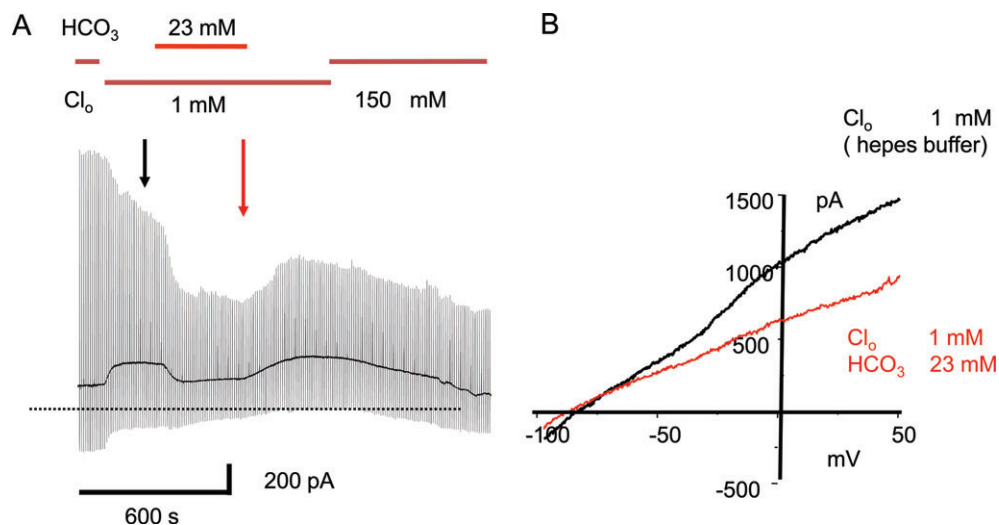 A
HCO3 23 mM
Clo 1 mM 150 mM
200 pA
600 s
B
Clo 1 mM
( hepes buffer)
1500
pA
1000
500
Clo 1 mM
HCO3 23 mM
-100 -50 50
mV
-500